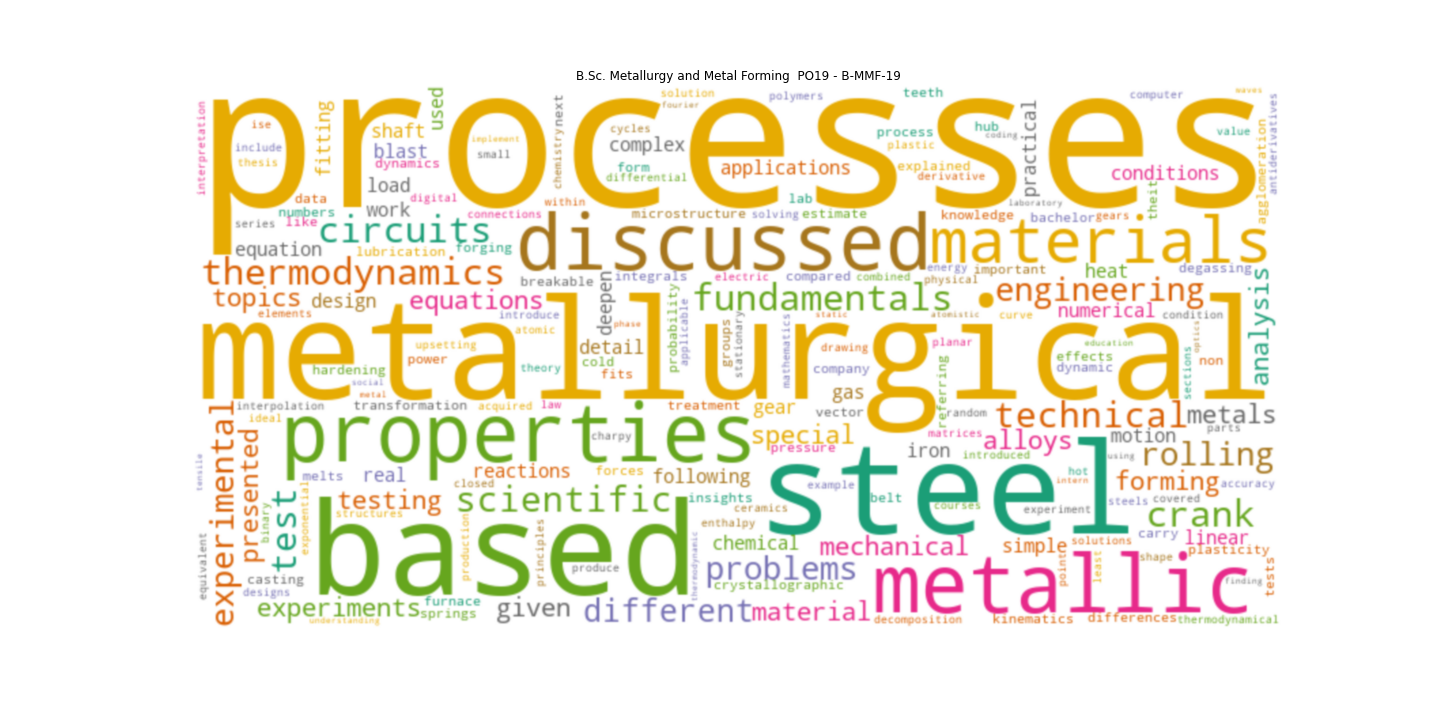 B.Sc. Metallurgy and Metal Forming  PO19 - B-MMF-19
processes
solution
fourier
polymers
teeth
computer
waves
interpretation
ise
include
thesis
fitting
shaft
blast
dynamics
used
implement
small
chemistry
next
cycles
complex
form
differential
applications
process
plastic
explained
derivative
hub
coding
practical
conditions
value
agglomeration
antiderivatives
data
numbers
series
like
load
work
digital
connections
within
microstructure
solving
lab
estimate
knowledge
laboratory
bachelor
gears
their
equation
circuits
lubrication
forging
discussed
materials
thermodynamics
breakable
integrals
electric
compared
combined
energy
physical
important
heat
degassing
topics
design
elements
equations
introduce
atomic
deepen
phase
probability
applicable
fundamentals
static
atomistic
engineering
curve
numerical
condition
analysis
metallurgical
upsetting
power
hardening
social
metal
theory
detail
cold
fits
groups
stationary
mathematics
drawing
company
planar
effects
dynamic
education
sections
optics
non
gas
referring
experimental
interpolation
ideal
transformation
acquired
law
treatment
gear
vector
random
technical
metals
parts
properties
charpy
special
pressure
matrices
alloys
introduced
iron
motion
using
rolling
tensile
presented
melts
real
reactions
closed
forces
following
steel
example
belt
courses
hot
intern
experiment
forming
steels
covered
accuracy
binary
test
exponential
testing
structures
scientific
insights
ceramics
enthalpy
crank
carry
linear
equivalent
casting
designs
based
production
principles
produce
thermodynamic
chemical
mechanical
simple
solutions
points
least
shape
plasticity
tests
problems
crystallographic
metallic
finding
experiments
understanding
furnace
springs
given
different
material
decomposition
kinematics
differences
thermodynamical